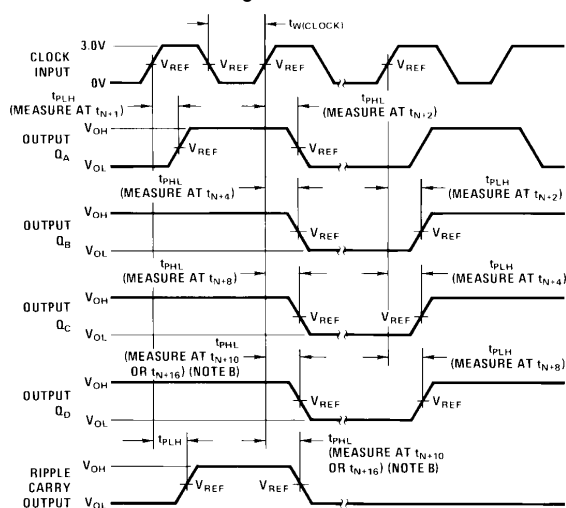 tW(CLOCK)
3.0V
CLOCK
INPUT
0V
VREF VREF VREF VREF
tPLH
(MEASURE AT tN+1)
tPHL
(MEASURE AT tN+2)
VOH
OUTPUT
QA
VOL
VREF VREF
tPHL
(MEASURE AT tN+4)
tPLH
(MEASURE AT tN+2)
VOH
OUTPUT
QB
VOL
VREF VREF
tPHL
(MEASURE AT tN+8)
tPLH
(MEASURE AT tN+4)
VOH
OUTPUT
QC
VOL
VREF VREF
tPHL
(MEASURE AT tN+10
OR tN+16) (NOTE B)
tPLH
(MEASURE AT tN+8)
VOH
OUTPUT
QD
VOL
VREF VREF
tPLH
tPHL
(MEASURE AT tN+10
OR tN+16) (NOTE B)
VOH
RIPPLE
CARRY
OUTPUT
VOL
VREF VREF